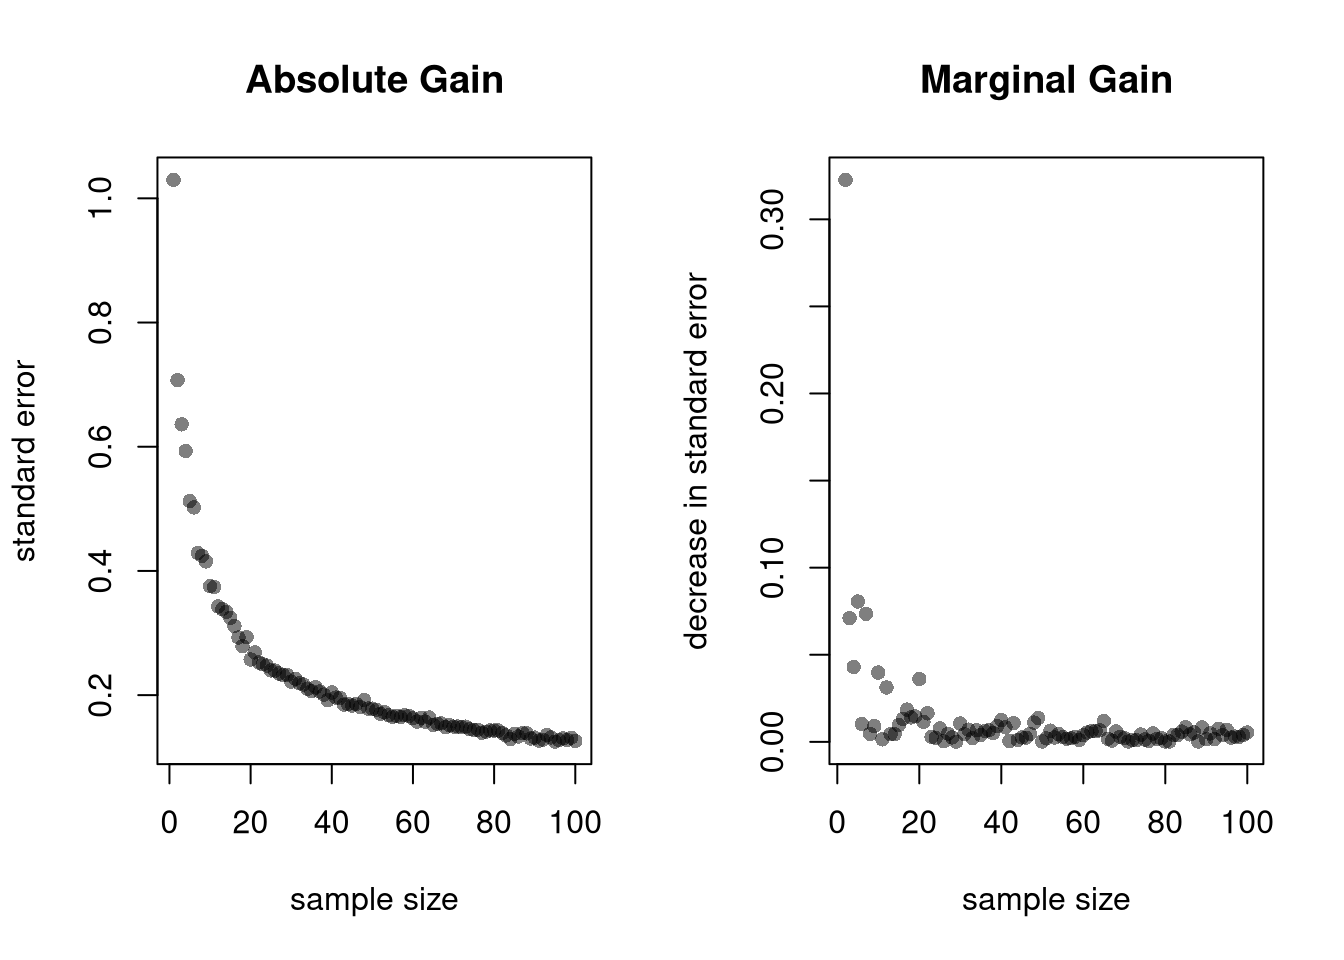 Absolute Gain
standard error
1.0
0.8
0.6
0.4
0.2
0 20 40 60 80 100
sample size
Marginal Gain
decrease in standard error
0.30
0.20
0.10
0.00
0 20 40 60 80 100
sample size